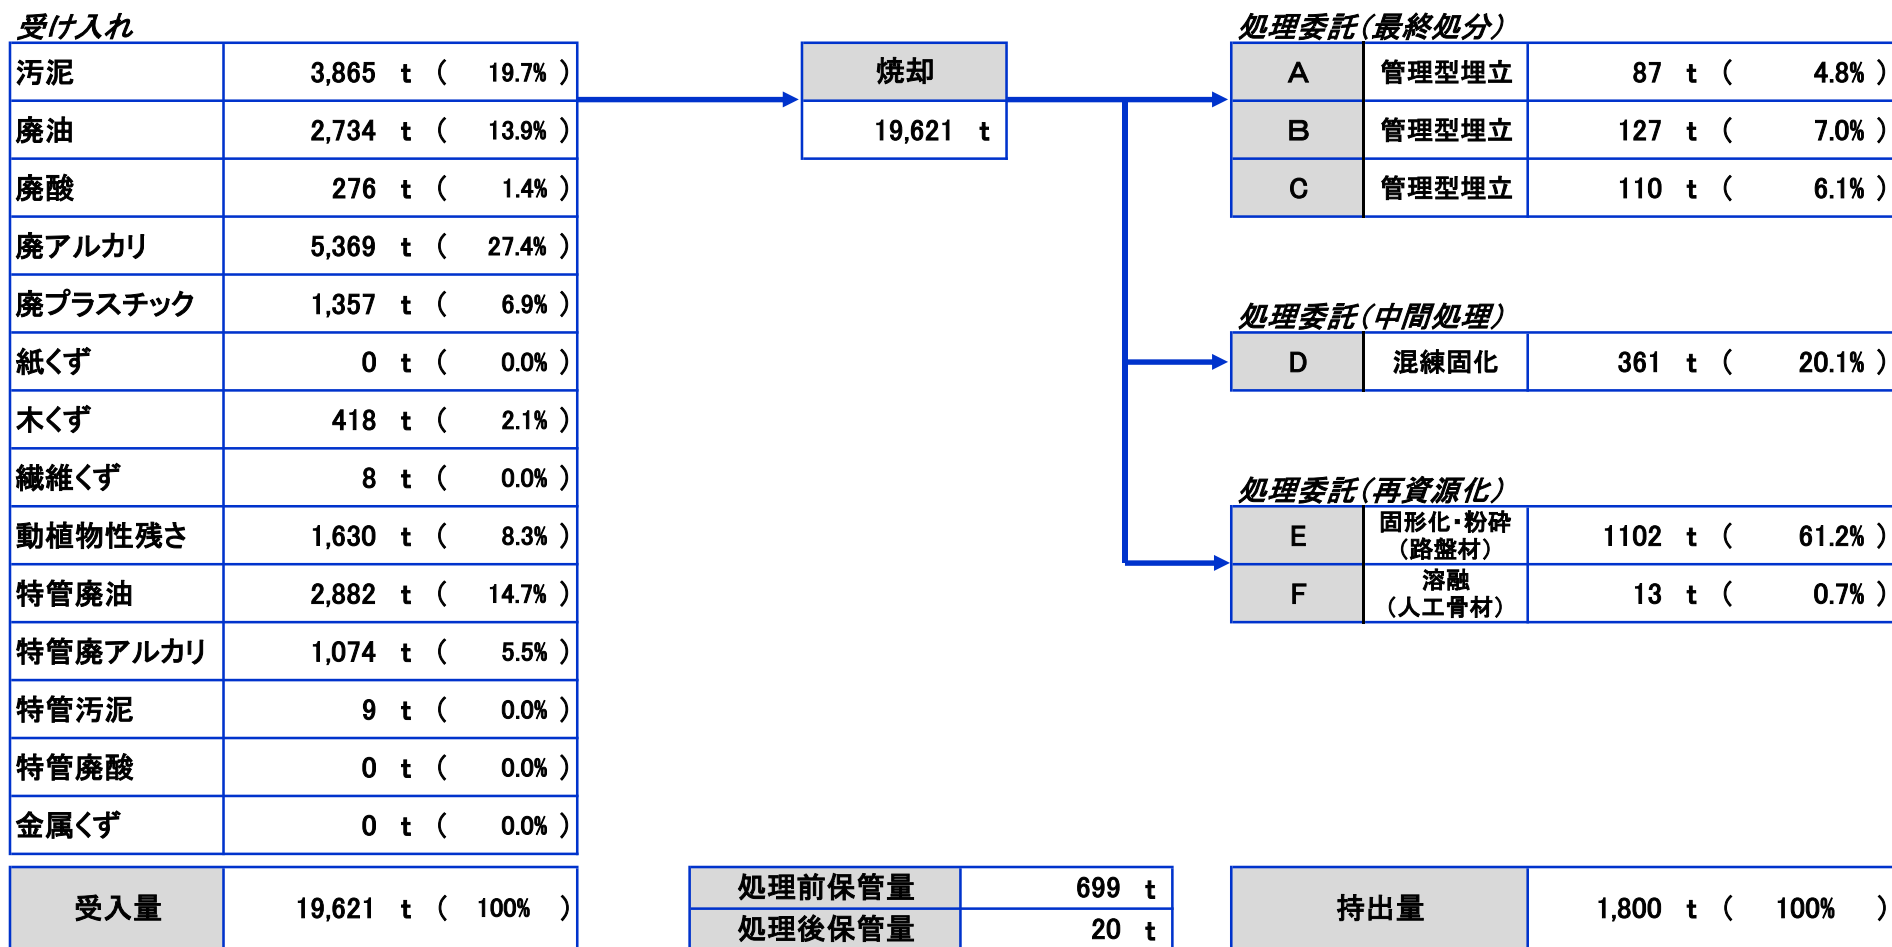 受け入れ
汚泥 3,865 t ( 19.7% )
廃油 2,734 t ( 13.9% )
廃酸 276 t ( 1.4% )
廃アルカリ 5,369 t ( 27.4% )
廃プラスチック 1,357 t ( 6.9% )
紙くず 0 t ( 0.0% )
木くず 418 t ( 2.1% )
繊維くず 8 t ( 0.0% )
動植物性残さ 1,630 t ( 8.3% )
特管廃油 2,882 t ( 14.7% )
特管廃アルカリ 1,074 t ( 5.5% )
特管汚泥 9 t ( 0.0% )
特管廃酸 0 t ( 0.0% )
金属くず 0 t ( 0.0% )
受入量 19,621 t ( 100% )
焼却
19,621 t
処理前保管量 699 t
処理後保管量 20 t
処理委託(最終処分)
A 管理型埋立 87 t ( 4.8% )
B 管理型埋立 127 t ( 7.0% )
C 管理型埋立 110 t ( 6.1% )
処理委託(中間処理)
D 混練固化 361 t ( 20.1% )
処理委託(再資源化)
E 固形化・粉砕 1102 t ( 61.2% )
(路盤材)
F 溶融 13 t ( 0.7% )
(人工骨材)
持出量 1,800 t ( 100% )